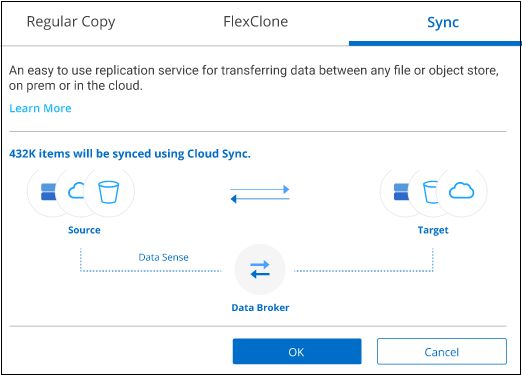 Regular Copy
FlexClone
Sync
An easy to use replication service for transferring data between any file or object store,
on prem or in the cloud.
Learn More
432K items will be synced using Cloud Sync.
Source
Target
Data Sense
Data Broker
OK
Cancel